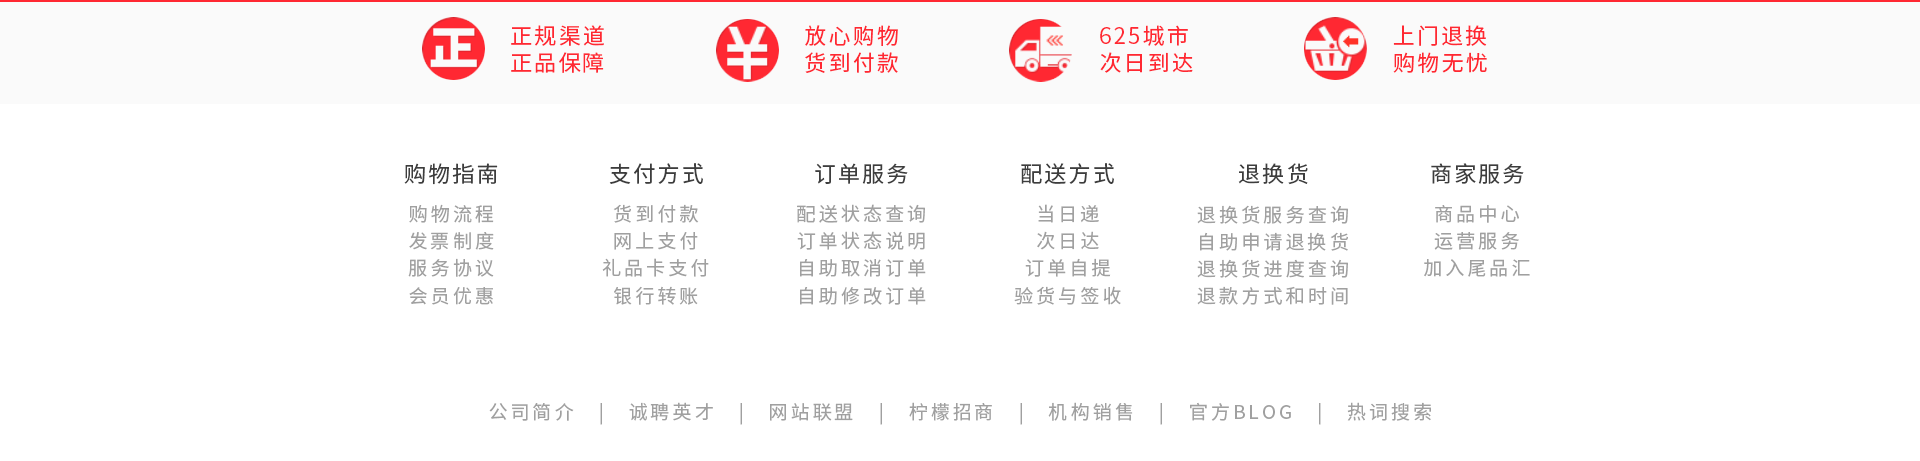 正
正规渠道
正品保障
¥
放心购物
货到付款
625城市
次日到达
上门退换
购物无忧
购物指南
购物流程
发票制度
服务协议
会员优惠
支付方式
货到付款
网上支付
礼品卡支付
银行转账
订单服务
配送状态查询
订单状态说明
自助取消订单
自助修改订单
配送方式
当日递
次日达
订单自提
验货与签收
退换货
退换货服务查询
自助申请退换货
退换货进度查询
退款方式和时间
商家服务
商品中心
运营服务
加入尾品汇
公司简介 | 诚聘英才 | 网站联盟 | 柠檬招商 | 机构销售 | 官方BLOG | 热词搜索